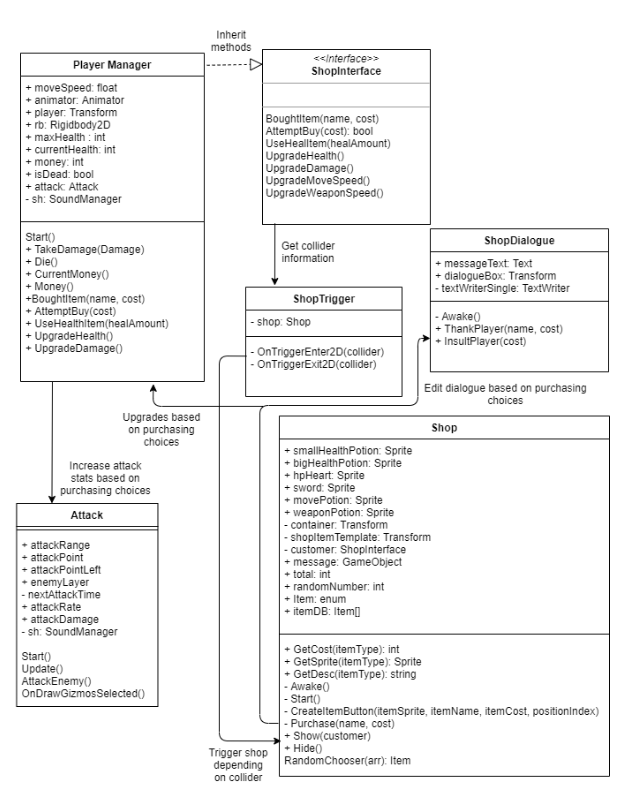 Inherit
methods
Player Manager
+ moveSpeed: float
+ animator: Animator
+ player: Transform
+ rb: Rigidbody2D
+ maxHealth : int
+ currentHealth: int
+ money: int
+ isDead: bool
+ attack: Attack
- sh: SoundManager
Start()
+ TakeDamage(Damage)
+ Die()
+ CurrentMoney()
+ Money()
+BoughtItem(name, cost)
+ AttemptBuy(cost)
+ UseHealthItem(healAmount)
+ UpgradeHealth()
+ UpgradeDamage()
<<Interface>>
ShopInterface
BoughtItem(name, cost)
AttemptBuy(cost): bool
UseHealItem(healAmount)
UpgradeHealth()
UpgradeDamage()
UpgradeMoveSpeed()
UpgradeWeaponSpeed()
Get collider
information
ShopTrigger
- shop: Shop
- OnTriggerEnter2D(collider)
- OnTriggerExit2D(collider)
ShopDialogue
+ messageText: Text
+ dialogueBox: Transform
- textWriterSingle: TextWriter
- Awake()
+ ThankPlayer(name, cost)
+ InsultPlayer(cost)
Edit dialogue based on purchasing
choices
Upgrades based
on purchasing
choices
Increase attack
stats based on
purchasing choices
Attack
+ attackRange
+ attackPoint
+ attackPointLeft
+ enemyLayer
- nextAttackTime
+ attackRate
+ attackDamage
- sh: SoundManager
Start()
Update()
AttackEnemy()
OnDrawGizmosSelected()
Shop
+ smallHealthPotion: Sprite
+ bigHealthPotion: Sprite
+ hpHeart: Sprite
+ sword: Sprite
+ movePotion: Sprite
+ weaponPotion: Sprite
- container: Transform
- shopItemTemplate: Transform
- customer: ShopInterface
+ message: GameObject
+ total: int
+ randomNumber: int
+ Item: enum
+ itemDB: Item[]
+ GetCost(itemType): int
+ GetSprite(itemType): Sprite
+ GetDesc(itemType): string
- Awake()
- Start()
- CreateItemButton(itemSprite, itemName, itemCost, positionIndex)
- Purchase(name, cost)
+ Show(customer)
+ Hide()
RandomChooser(arr): Item
Trigger shop
depending
on collider